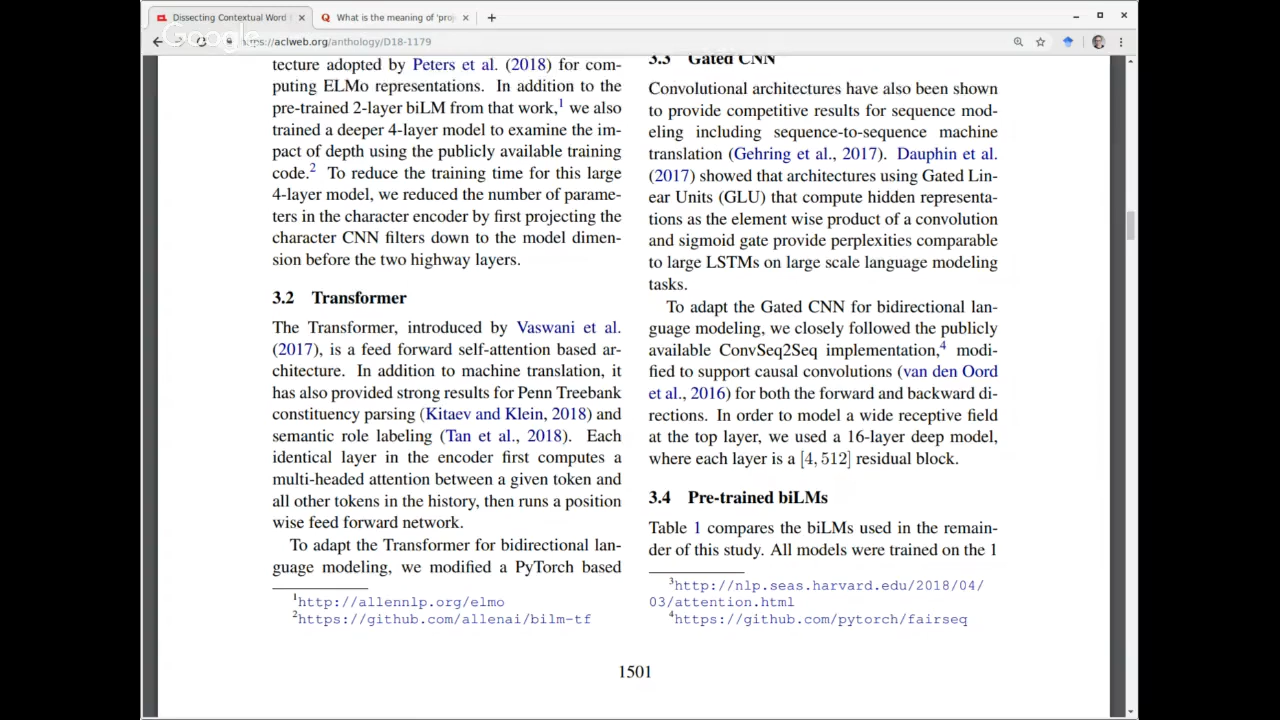 Dissecting Contextual Word
What is the meaning of 'proj
Google
https://aclweb.org/anthology/D18-1179
tecture adopted by Peters et al. (2018) for com-
puting ELMo representations. In addition to the
pre-trained 2-layer biLM from that work,1 we also
trained a deeper 4-layer model to examine the im-
pact of depth using the publicly available training
code.2 To reduce the training time for this large
4-layer model, we reduced the number of parame-
ters in the character encoder by first projecting the
character CNN filters down to the model dimen-
sion before the two highway layers.
3.2 Transformer
The Transformer, introduced by Vaswani et al.
(2017), is a feed forward self-attention based ar-
chitecture. In addition to machine translation, it
has also provided strong results for Penn Treebank
constituency parsing (Kitaev and Klein, 2018) and
semantic role labeling (Tan et al., 2018). Each
identical layer in the encoder first computes a
multi-headed attention between a given token and
all other tokens in the history, then runs a position
wise feed forward network.
To adapt the Transformer for bidirectional lan-
guage modeling, we modified a PyTorch based
1http://allennlp.org/elmo
2https://github.com/allenai/bilm-tf
3.3 Gated CNN
Convolutional architectures have also been shown
to provide competitive results for sequence mod-
eling including sequence-to-sequence machine
translation (Gehring et al., 2017). Dauphin et al.
(2017) showed that architectures using Gated Lin-
ear Units (GLU) that compute hidden representa-
tions as the element wise product of a convolution
and sigmoid gate provide perplexities comparable
to large LSTMs on large scale language modeling
tasks.
To adapt the Gated CNN for bidirectional lan-
guage modeling, we closely followed the publicly
available ConvSeq2Seq implementation,4 modi-
fied to support causal convolutions (van den Oord
et al., 2016) for both the forward and backward di-
rections. In order to model a wide receptive field
at the top layer, we used a 16-layer deep model,
where each layer is a [4, 512] residual block.
3.4 Pre-trained biLMs
Table 1 compares the biLMs used in the remain-
der of this study. All models were trained on the 1
3http://nlp.seas.harvard.edu/2018/04/
03/attention.html
4https://github.com/pytorch/fairseq
1501